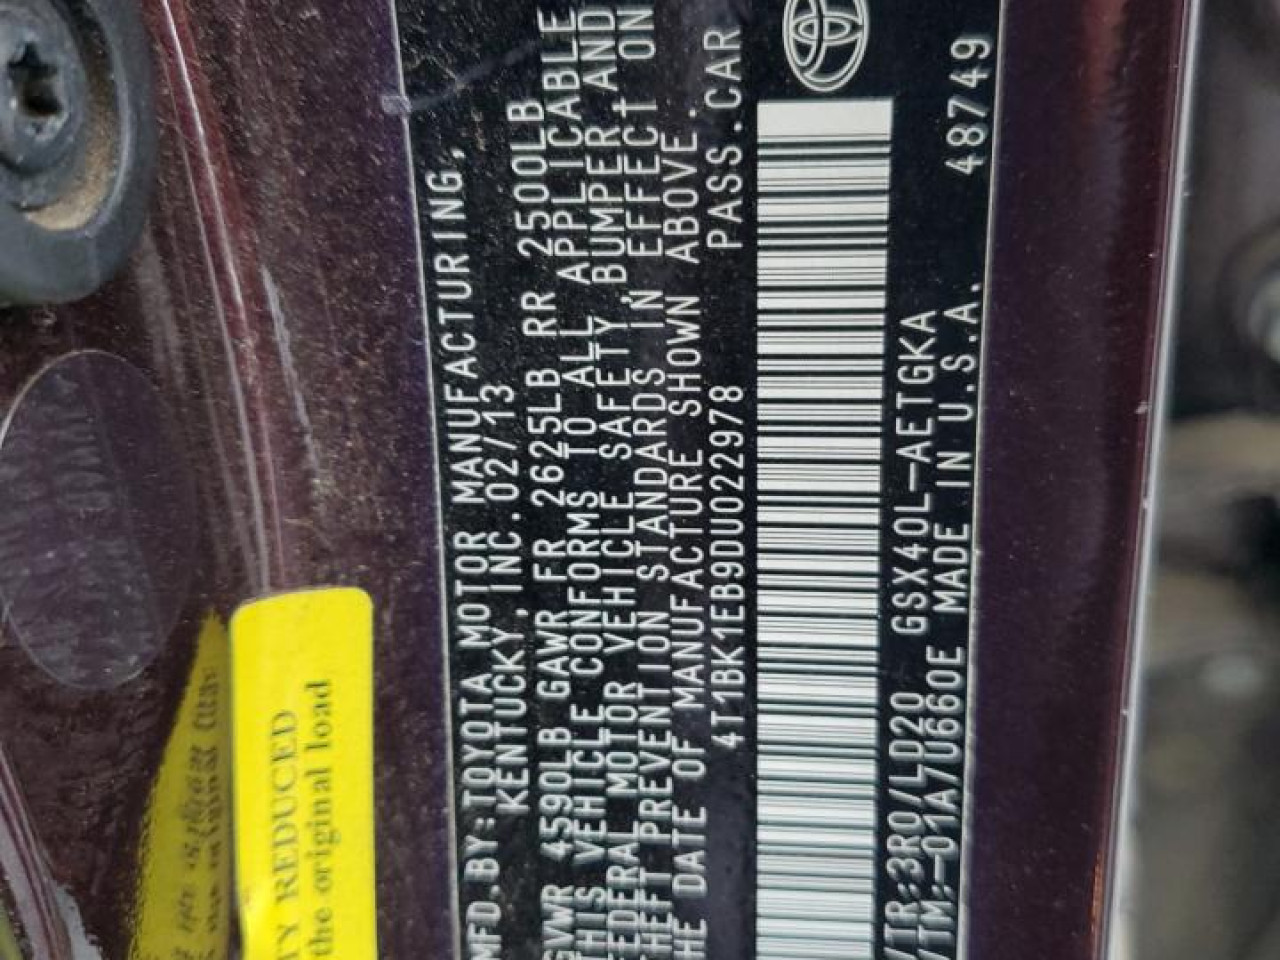 MFD.BY:TOYOTA MOTOR MANUFACTURING,
KENTUCKY,INC.02/13
GVWR 4590LB GAWR FR 2625LB RR 2500LB
THIS VEHICLE CONFORMS TO ALL APPLICABLE
FEDERAL MOTOR VEHICLE SAFETY,BUMPER,AND
THEFT PREVENTION STANDARDS IN EFFECT ON
THE DATE OF MANUFACTURE SHOWN ABOVE.
4T1BK1EB9DU022978 PASS.CAR
/TR:3R0/LD20 GSX40L-AETGKA
/TM:-01A/U660E MADE IN U.S.A. 48749
TY REDUCED
the original load